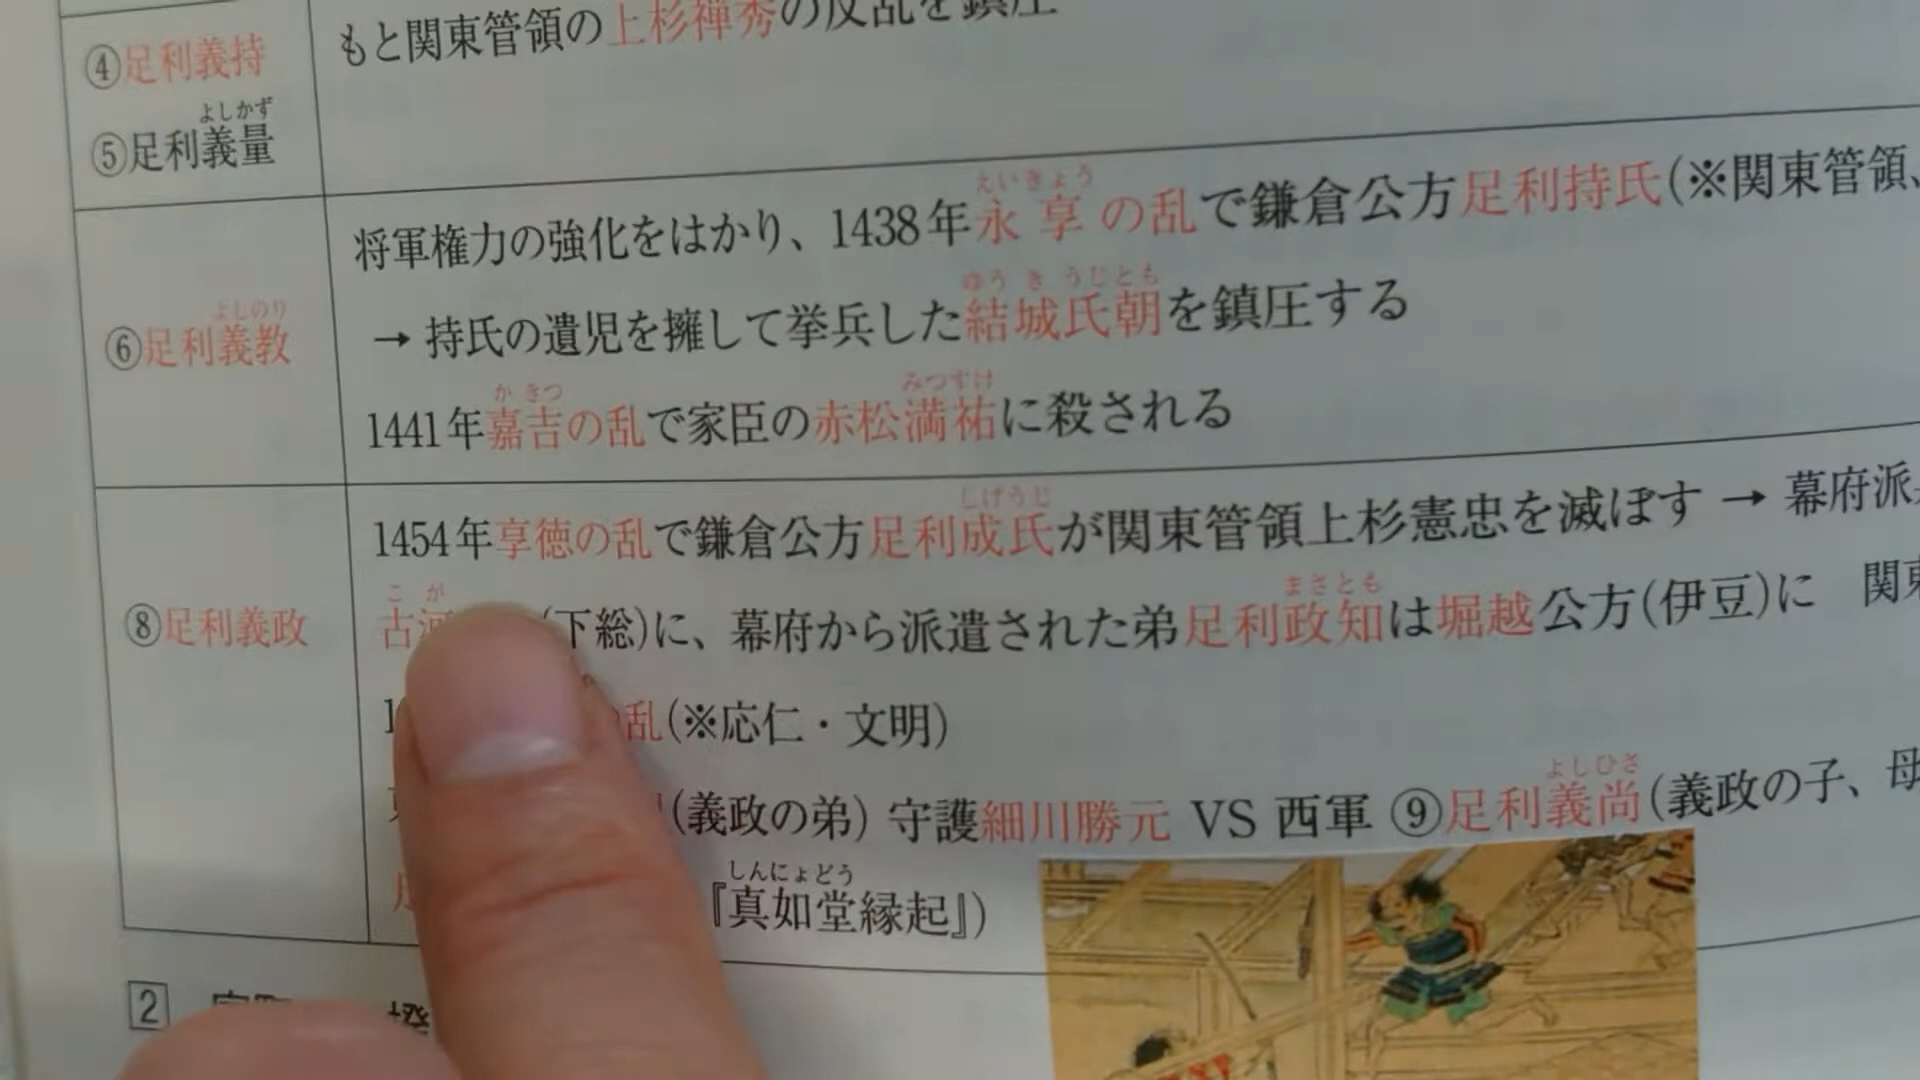 もと関東管領の上杉禅秀の反乱を鎮圧
④足利義持
よしかず
⑤足利義量
えいきょう
将軍権力の強化をはかり、1438年永享の乱で鎌倉公方足利持氏(※関東管領、
ゆうきうじとも
→ 持氏の遺児を擁して挙兵した結城氏朝を鎮圧する
よしのり
⑥足利義教
かきつ みつすけ
1441年嘉吉の乱で家臣の赤松満祐に殺される
しげうじ
1454年享徳の乱で鎌倉公方足利成氏が関東管領上杉憲忠を滅ぼす → 幕府派
こが まさとも
古河 (下総)に、幕府から派遣された弟足利政知は堀越公方(伊豆)に 関東
⑧足利義政
乱(※応仁・文明)
よしひさ
(義政の弟) 守護細川勝元 VS 西軍 ⑨足利義尚(義政の子、母
しんにょどう
『真如堂縁起』)
2